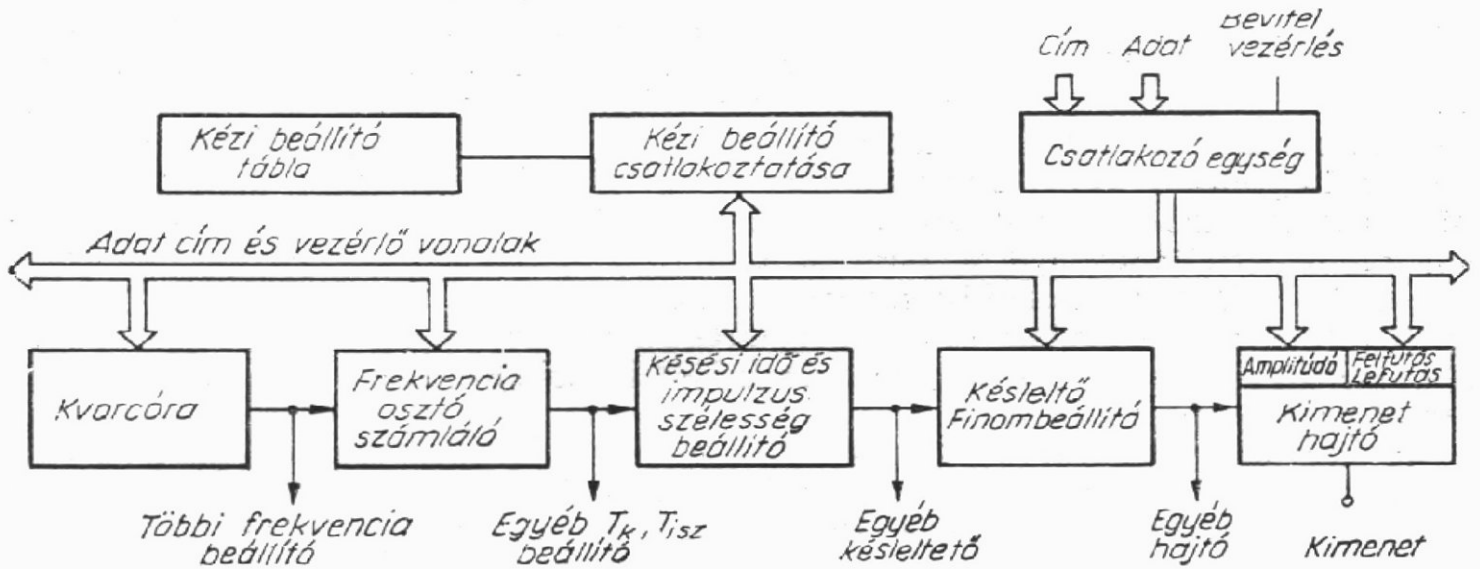 Cím Adat Bevitel
vezérlés
Kézi beállító
tábla
Kézi beállító
csatlakoztatása
Csatlakozó egység
Adat cím és vezérlő vonalak
Kvarcóra
Frekvencia
osztó
számláló
Késési idő és
impulzus
szélesség
beállító
Késleltő
Finombeállító
Amplitúdó
Felfutás
Lefutás
Kimenet
hajtó
Többi frekvencia
beállító
Egyéb Tk, Tisz
beállító
Egyéb
késleltető
Egyéb
hajtó
Kimenet